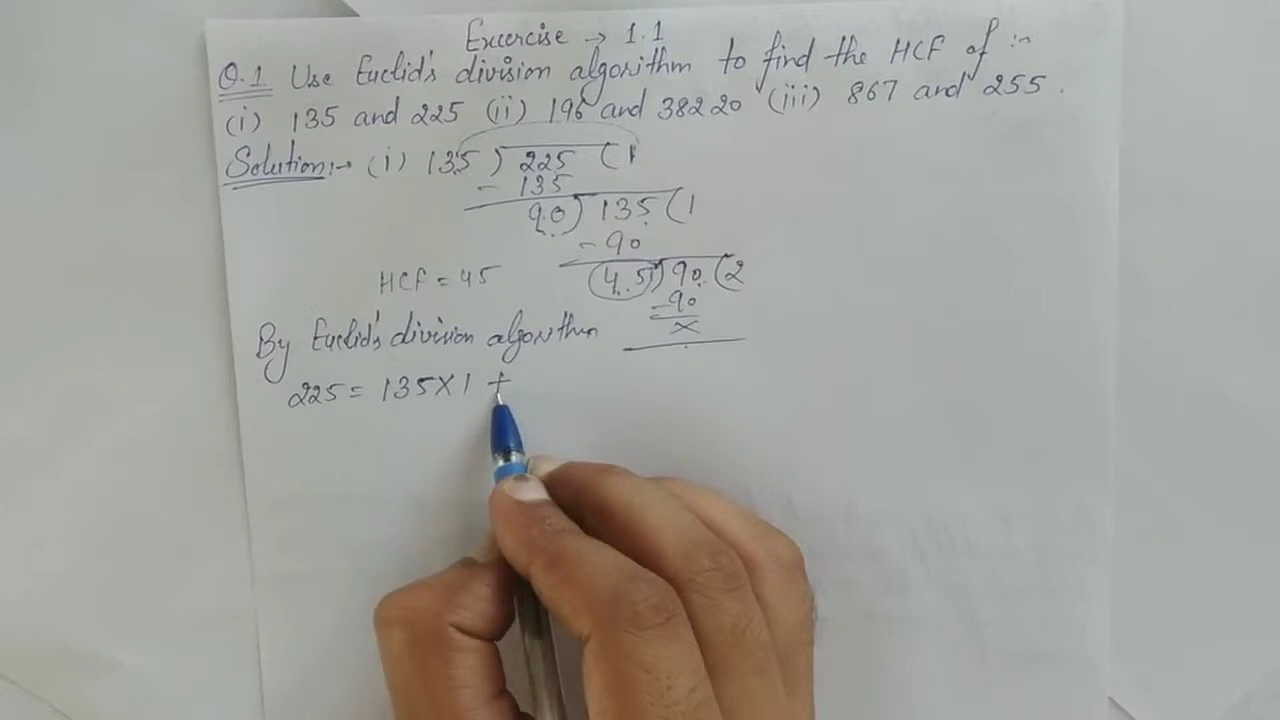 Excercise → 1.1
Q.1 Use Euclid's division algorithm to find the HCF of :-
(i) 135 and 225 (ii) 196 and 38220 (iii) 867 and 255.
Solution:→ (i) 135 ) 225 ( 1
- 135
90 ) 135 ( 1
- 90
HCF = 45 45 ) 90 ( 2
- 90
x
By Euclid's division algorithm
225 = 135 x 1 +